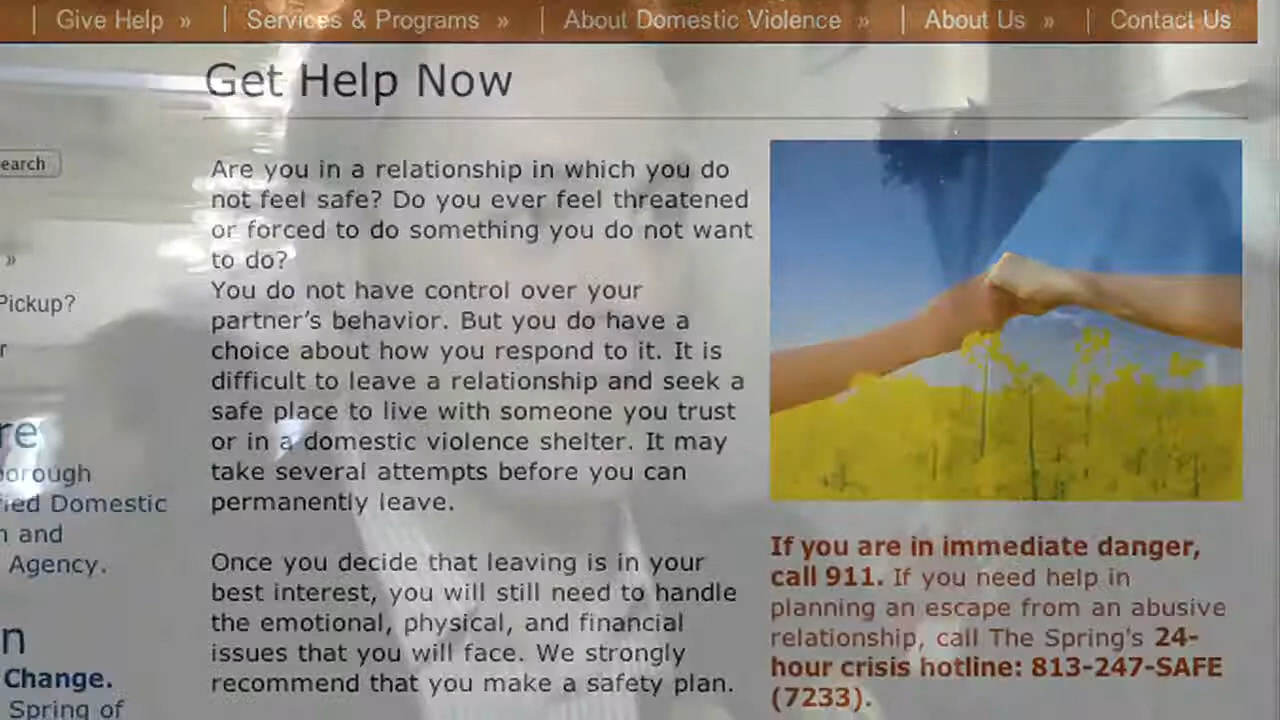 Give Help »
Services & Programs »
About Domestic Violence »
About Us »
Contact Us
Get Help Now
earch
»
Pickup?
r
re
orough
fied Domestic
n and
Agency.
n
Change.
Spring of
Are you in a relationship in which you do
not feel safe? Do you ever feel threatened
or forced to do something you do not want
to do?
You do not have control over your
partner's behavior. But you do have a
choice about how you respond to it. It is
difficult to leave a relationship and seek a
safe place to live with someone you trust
or in a domestic violence shelter. It may
take several attempts before you can
permanently leave.
Once you decide that leaving is in your
best interest, you will still need to handle
the emotional, physical, and financial
issues that you will face. We strongly
recommend that you make a safety plan.
If you are in immediate danger,
call 911. If you need help in
planning an escape from an abusive
relationship, call The Spring's 24-
hour crisis hotline: 813-247-SAFE
(7233).